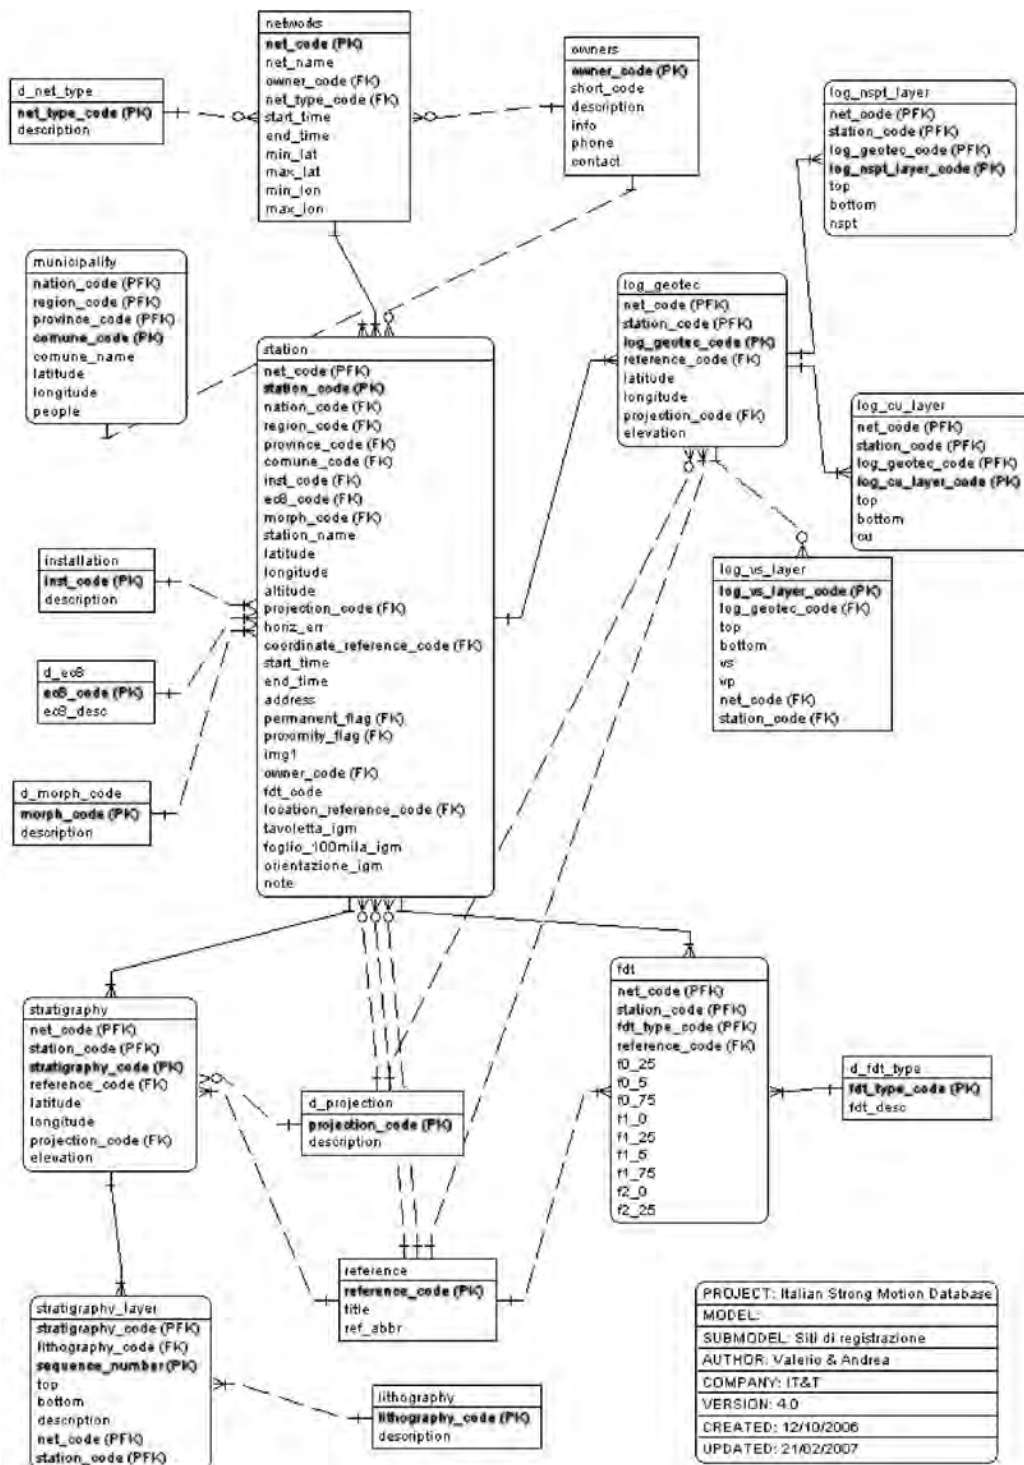 networks
net_code (PK)
net_name
owner_code (FK)
net_type_code (FK)
start_time
end_time
min_lat
max_lat
min_lon
max_lon
owners
owner_code (PK)
short_code
description
info
phone
contact
d_net_type
net_type_code (PK)
description
log_nspt_layer
net_code (PFK)
station_code (PFK)
log_geotec_code (PFK)
log_nspt_layer_code (PK)
top
bottom
nspt
municipality
nation_code (PFK)
region_code (PFK)
province_code (PFK)
comune_code (PK)
comune_name
latitude
longitude
people
log_geotec
net_code (PFK)
station_code (PFK)
log_geotec_code (PK)
reference_code (FK)
latitude
longitude
projection_code (FK)
elevation
station
net_code (PFK)
station_code (PK)
nation_code (FK)
region_code (FK)
province_code (FK)
comune_code (FK)
inst_code (FK)
ec8_code (FK)
morph_code (FK)
station_name
latitude
longitude
altitude
projection_code (FK)
horiz_err
coordinate_reference_code (FK)
start_time
end_time
address
permanent_flag (FK)
proximity_flag (FK)
img1
owner_code (FK)
fdt_code
location_reference_code (FK)
tavoletta_igm
foglio_100mila_igm
orientazione_igm
note
log_cu_layer
net_code (PFK)
station_code (PFK)
log_geotec_code (PFK)
log_cu_layer_code (PK)
top
bottom
cu
log_vs_layer
log_vs_layer_code (PK)
log_geotec_code (FK)
top
bottom
vs
vp
net_code (FK)
station_code (FK)
installation
inst_code (PK)
description
d_ec8
ec8_code (PK)
ec8_desc
d_morph_code
morph_code (PK)
description
stratigraphy
net_code (PFK)
station_code (PFK)
stratigraphy_code (PK)
reference_code (FK)
latitude
longitude
projection_code (FK)
elevation
fdt
net_code (PFK)
station_code (PFK)
fdt_type_code (PFK)
reference_code (FK)
f0_25
f0_5
f0_75
f1_0
f1_25
f1_5
f1_75
f2_0
f2_25
d_fdt_type
fdt_type_code (PK)
fdt_desc
d_projection
projection_code (PK)
description
reference
reference_code (PK)
title
ref_abbr
stratigraphy_layer
stratigraphy_code (PFK)
lithography_code (FK)
sequence_number (PK)
top
bottom
description
net_code (PFK)
station_code (PFK)
lithography
lithography_code (PK)
description
PROJECT: Italian Strong Motion Database
MODEL:
SUBMODEL: Siti di registrazione
AUTHOR: Valerio & Andrea
COMPANY: IT&T
VERSION: 4.0
CREATED: 12/10/2006
UPDATED: 21/02/2007